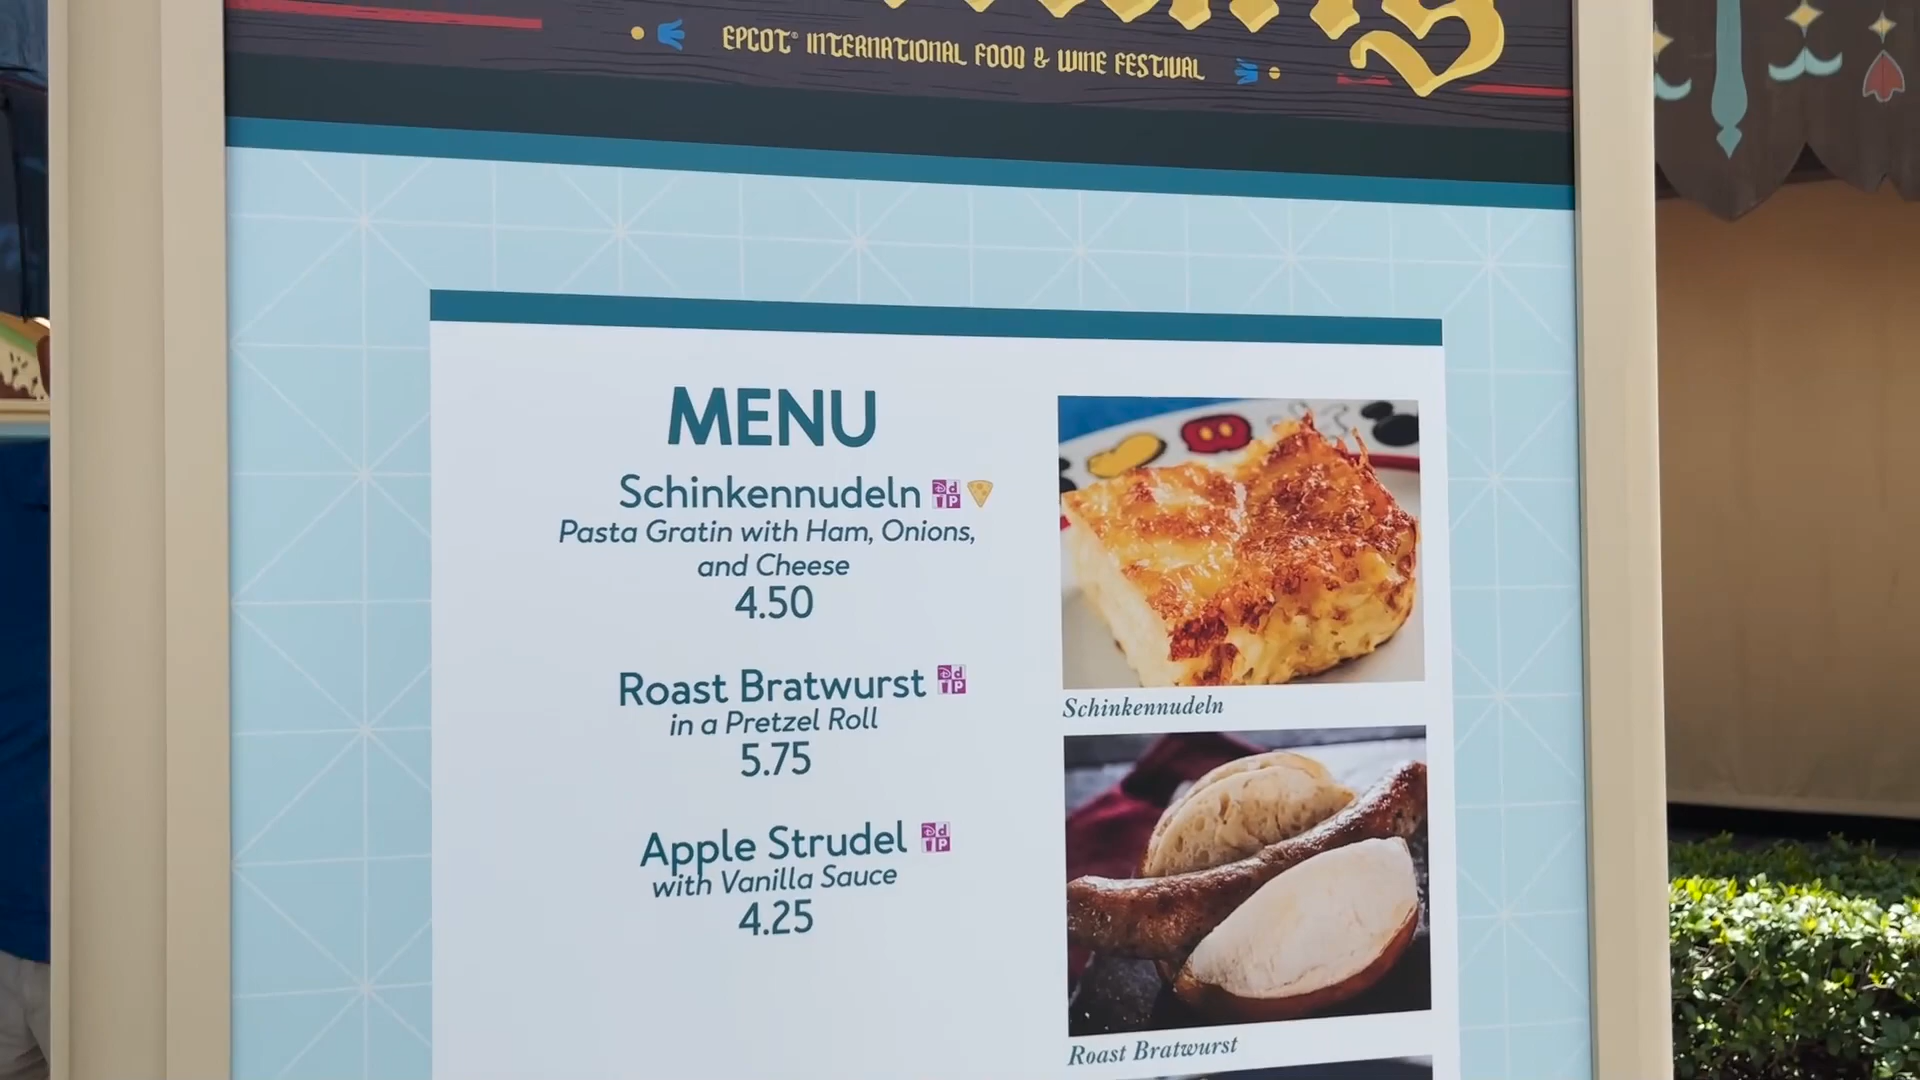 EPCOT® INTERNATIONAL FOOD & WINE FESTIVAL
MENU
Schinkennudeln
Pasta Gratin with Ham, Onions,
and Cheese
4.50
Roast Bratwurst
in a Pretzel Roll
5.75
Apple Strudel
with Vanilla Sauce
4.25
Schinkennudeln
Roast Bratwurst